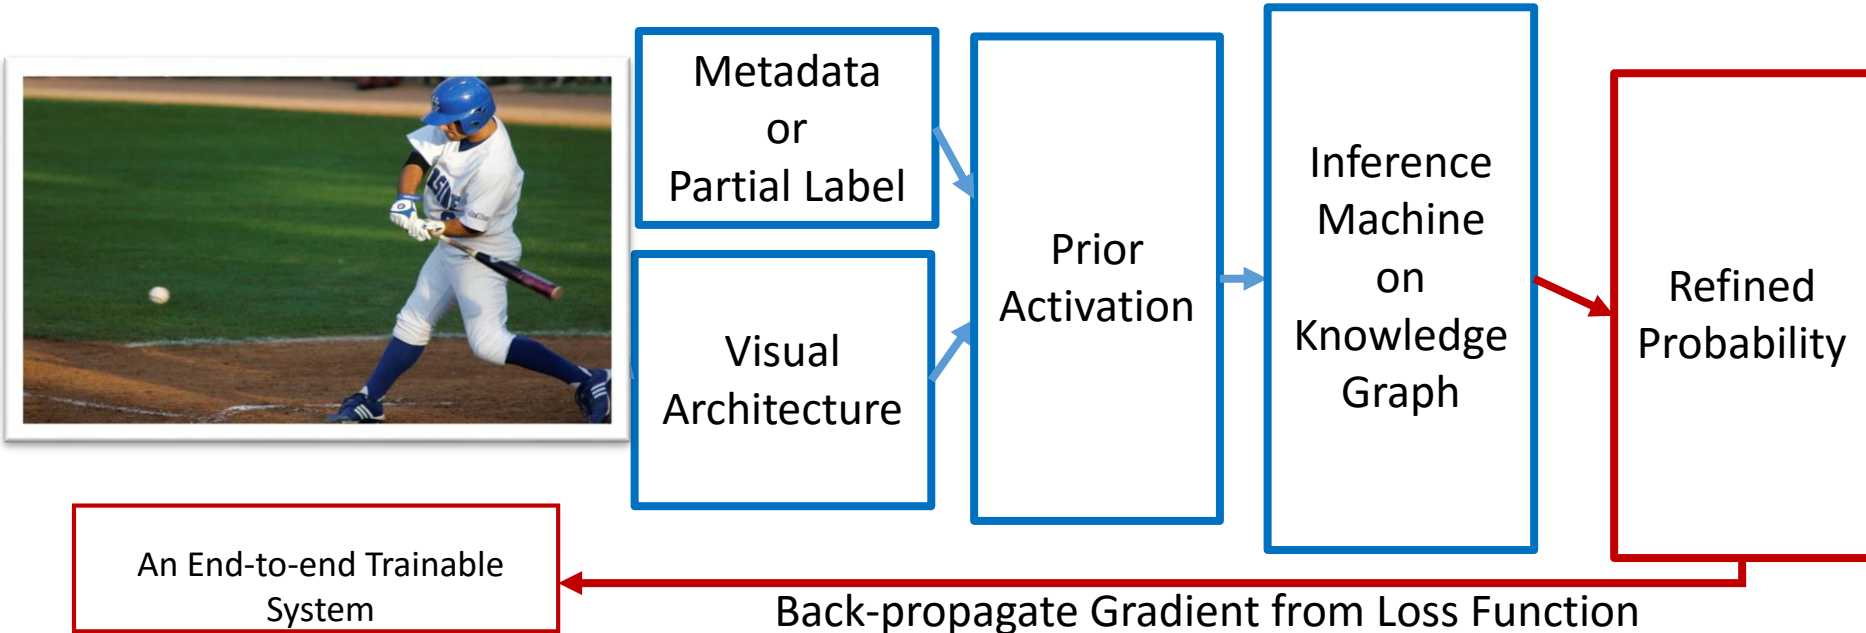 Metadata
or
Partial Label
Visual
Architecture
Prior
Activation
Inference
Machine
on
Knowledge
Graph
Refined
Probability
An End-to-end Trainable
System
Back-propagate Gradient from Loss Function